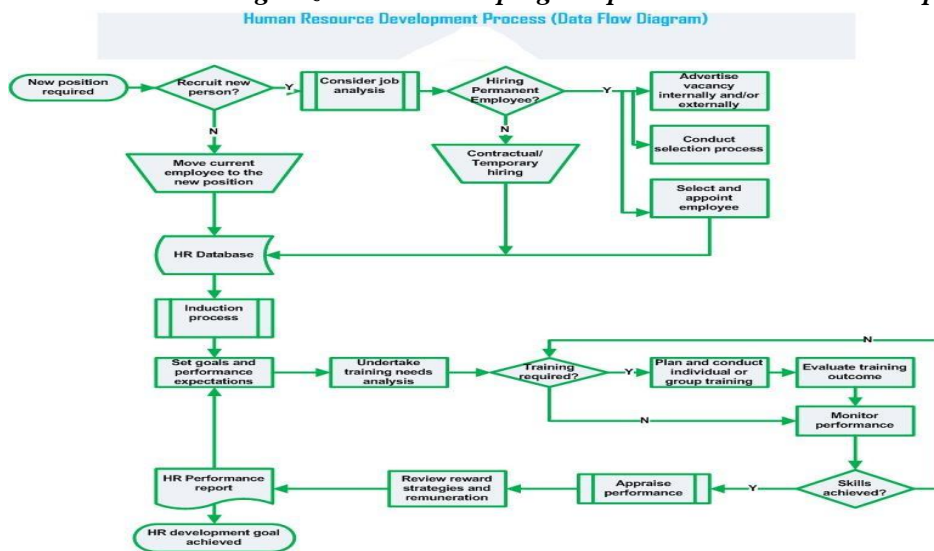 Human Resource Development Process (Data Flow Diagram)
New position
required
Recruit new
person?
Y
Consider job
analysis
Hiring
Permanent
Employee?
Y
Advertise
vacancy
internally and/or
externally
N
N
Conduct
selection process
Move current
employee to the
new position
Contractual/
Temporary
hiring
Select and
appoint
employee
HR Database
Induction
process
N
Set goals and
performance
expectations
Undertake
training needs
analysis
Training
required?
Y
Plan and conduct
individual or
group training
Evaluate training
outcome
N
Monitor
performance
HR Performance
report
Review reward
strategies and
remuneration
Appraise
performance
Y
Skills
achieved?
HR development goal
achieved